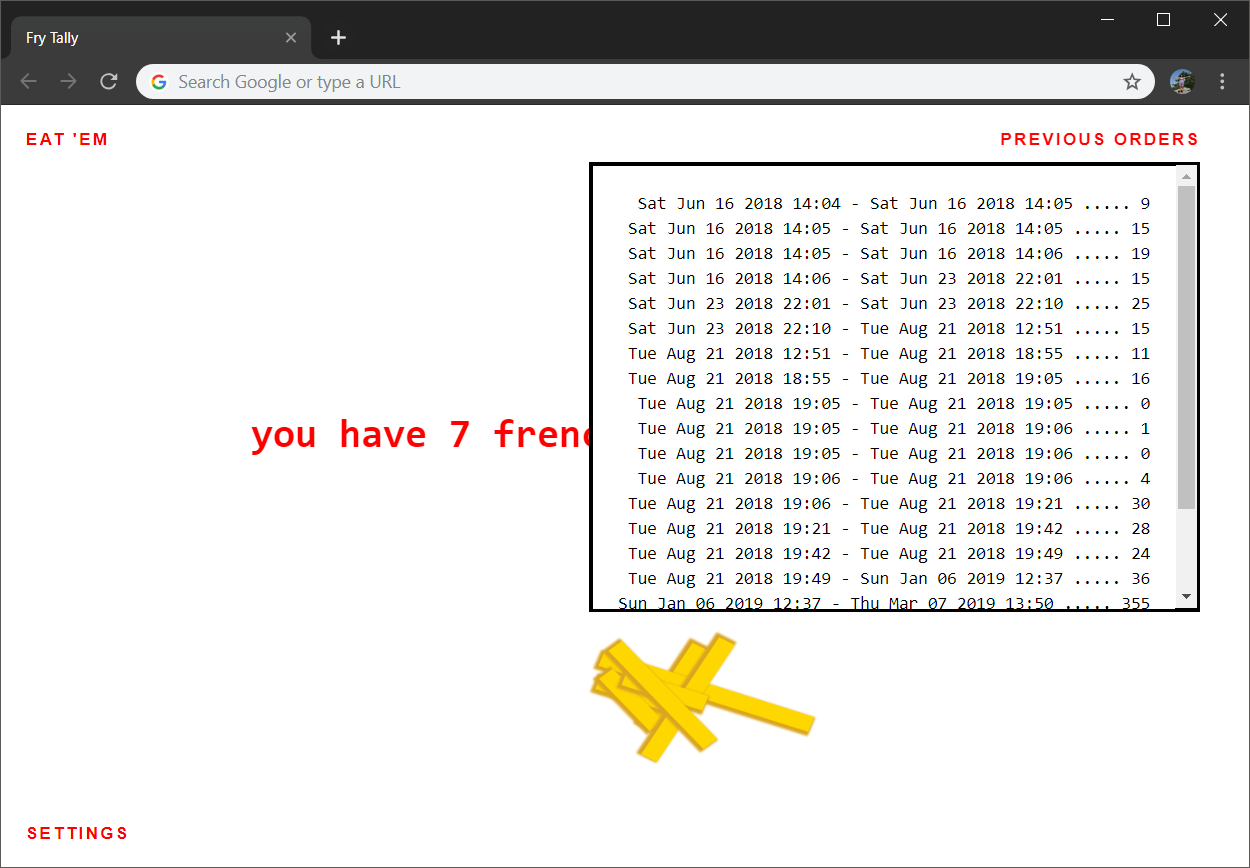 Fry Tally
Search Google or type a URL
EAT 'EM
PREVIOUS ORDERS
Sat Jun 16 2018 14:04 - Sat Jun 16 2018 14:05 ..... 9
Sat Jun 16 2018 14:05 - Sat Jun 16 2018 14:05 ..... 15
Sat Jun 16 2018 14:05 - Sat Jun 16 2018 14:06 ..... 19
Sat Jun 16 2018 14:06 - Sat Jun 23 2018 22:01 ..... 15
Sat Jun 23 2018 22:01 - Sat Jun 23 2018 22:10 ..... 25
Sat Jun 23 2018 22:10 - Tue Aug 21 2018 12:51 ..... 15
Tue Aug 21 2018 12:51 - Tue Aug 21 2018 18:55 ..... 11
Tue Aug 21 2018 18:55 - Tue Aug 21 2018 19:05 ..... 16
Tue Aug 21 2018 19:05 - Tue Aug 21 2018 19:05 ..... 0
Tue Aug 21 2018 19:05 - Tue Aug 21 2018 19:06 ..... 1
Tue Aug 21 2018 19:05 - Tue Aug 21 2018 19:06 ..... 0
Tue Aug 21 2018 19:06 - Tue Aug 21 2018 19:06 ..... 4
Tue Aug 21 2018 19:06 - Tue Aug 21 2018 19:21 ..... 30
Tue Aug 21 2018 19:21 - Tue Aug 21 2018 19:42 ..... 28
Tue Aug 21 2018 19:42 - Tue Aug 21 2018 19:49 ..... 24
Tue Aug 21 2018 19:49 - Sun Jan 06 2019 12:37 ..... 36
Sun Jan 06 2019 12:37 - Thu Mar 07 2019 13:50 ..... 355
you have 7 fren
SETTINGS